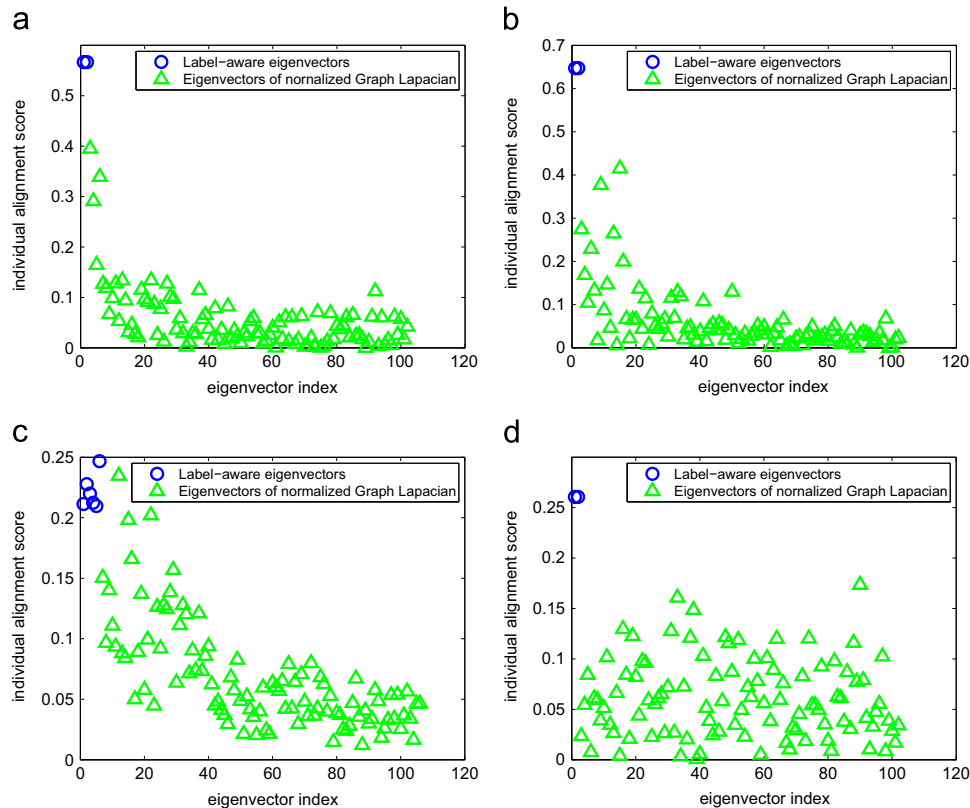 a
Label-aware eigenvectors
Eigenvectors of nornalized Graph Lapacian
individual alignment score
0.5
0.4
0.3
0.2
0.1
0
0 20 40 60 80 100 120
eigenvector index
b
Label-aware eigenvectors
Eigenvectors of nornalized Graph Lapacian
individual alignment score
0.7
0.6
0.5
0.4
0.3
0.2
0.1
0
0 20 40 60 80 100 120
eigenvector index
c
Label-aware eigenvectors
Eigenvectors of nornalized Graph Lapacian
individual alignment score
0.25
0.2
0.15
0.1
0.05
0
0 20 40 60 80 100 120
eigenvector index
d
Label-aware eigenvectors
Eigenvectors of nornalized Graph Lapacian
individual alignment score
0.25
0.2
0.15
0.1
0.05
0
0 20 40 60 80 100 120
eigenvector index